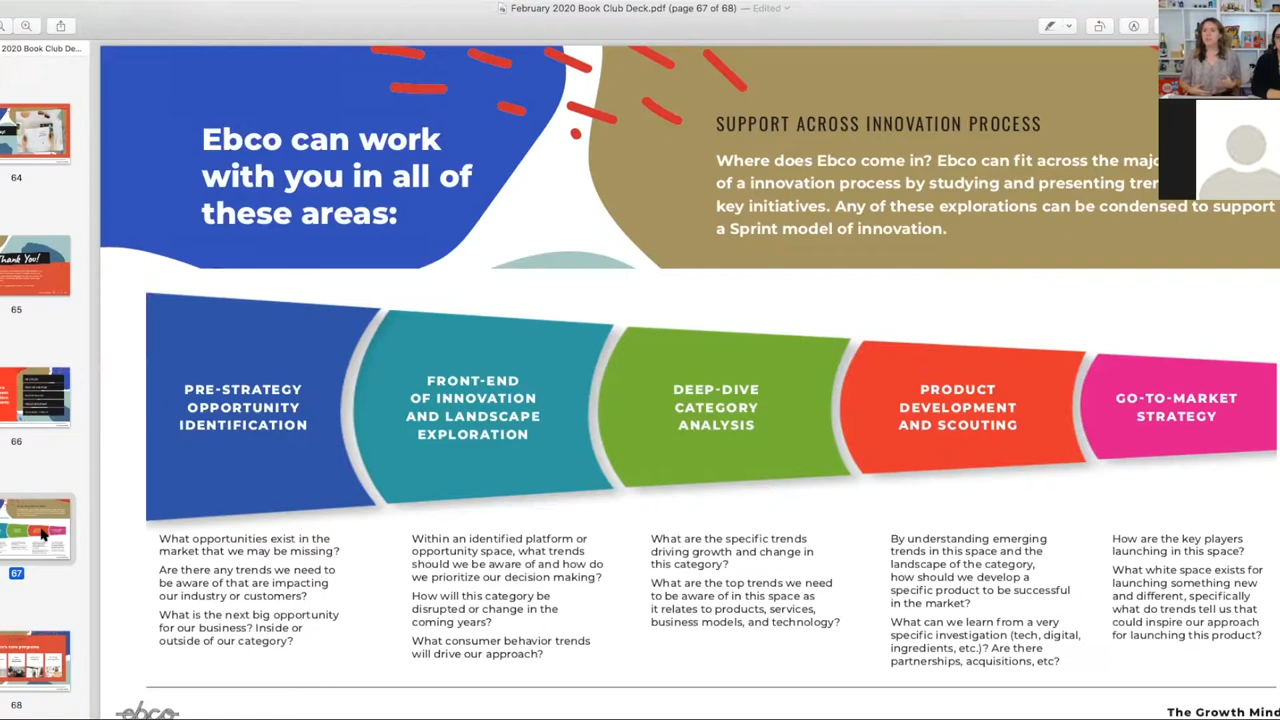 February 2020 Book Club Deck.pdf (page 67 of 68) — Edited
2020 Book Club De...
64
Thank You!
65
66
67
68
Ebco can work
with you in all of
these areas:
SUPPORT ACROSS INNOVATION PROCESS
Where does Ebco come in? Ebco can fit across the
of a innovation process by studying and presenting
key initiatives. Any of these explorations can be condensed to support
a Sprint model of innovation.
PRE-STRATEGY
OPPORTUNITY
IDENTIFICATION
FRONT-END
OF INNOVATION
AND LANDSCAPE
EXPLORATION
DEEP-DIVE
CATEGORY
ANALYSIS
PRODUCT
DEVELOPMENT
AND SCOUTING
GO-TO-MARKET
STRATEGY
What opportunities exist in the
market that we may be missing?
Are there any trends we need to
be aware of that are impacting
our industry or customers?
What is the next big opportunity
for our business? Inside or
outside of our category?
Within an identified platform or
opportunity space, what trends
should we be aware of and how do
we prioritize our decision making?
How will this category be
disrupted or change in the
coming years?
What consumer behavior trends
will drive our approach?
What are the specific trends
driving growth and change in
this category?
What are the top trends we need
to be aware of in this space as
it relates to products, services,
business models, and technology?
By understanding emerging
trends in this space and the
landscape of the category,
how should we develop a
specific product to be successful
in the market?
What can we learn from a very
specific investigation (tech, digital,
ingredients, etc.)? Are there
partnerships, acquisitions, etc?
How are the key players
launching in this space?
What white space exists for
launching something new
and different, specifically
what do trends tell us that
could inspire our approach
for launching this product?
ebco
The Growth Mind